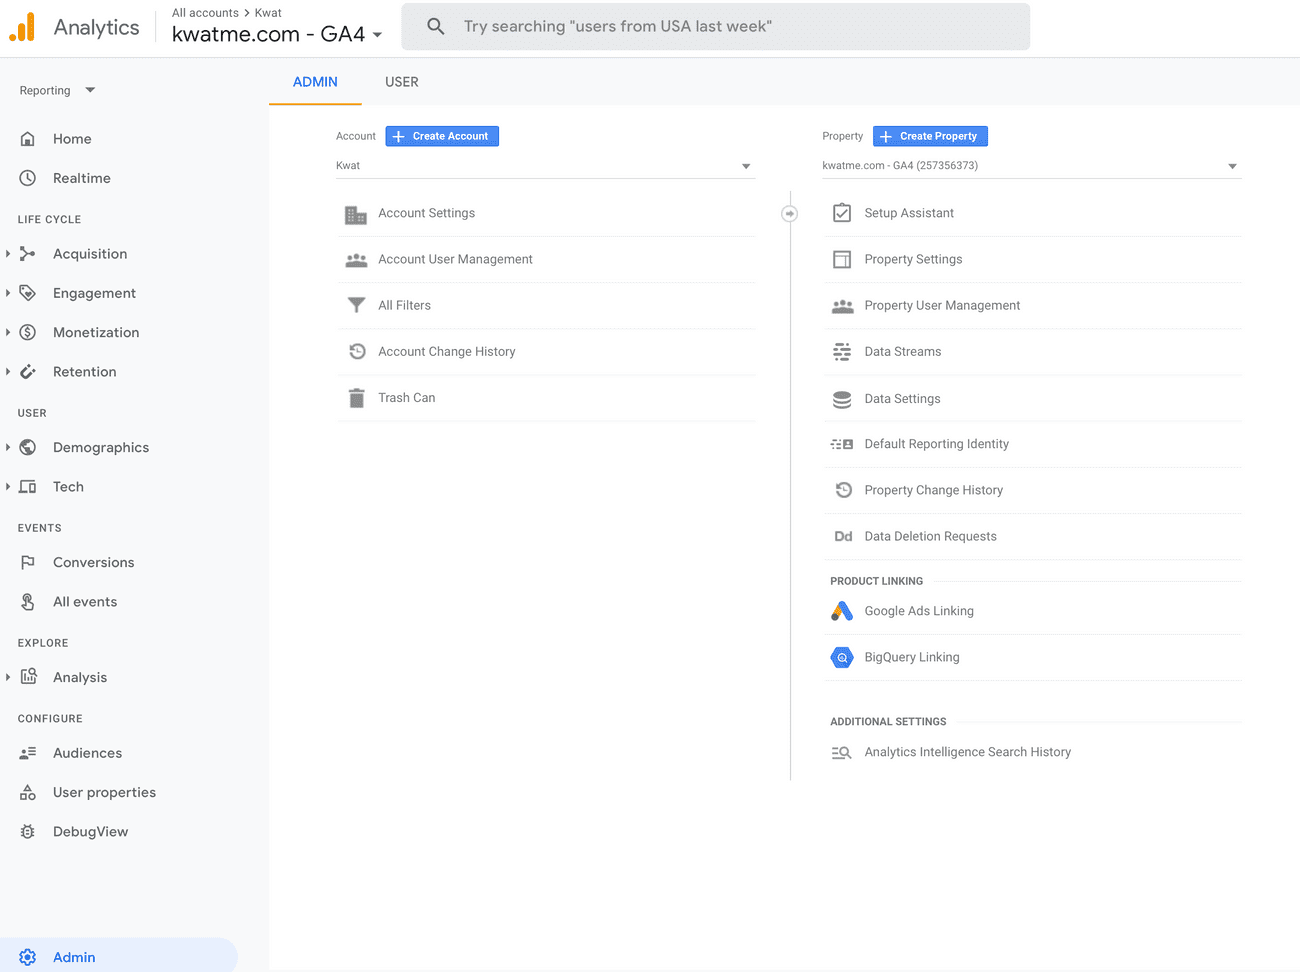 Analytics
All accounts > Kwat
kwatme.com - GA4
Try searching "users from USA last week"
Reporting
Home
Realtime
LIFE CYCLE
Acquisition
Engagement
Monetization
Retention
USER
Demographics
Tech
EVENTS
Conversions
All events
EXPLORE
Analysis
CONFIGURE
Audiences
User properties
DebugView
Admin
ADMIN USER
Account + Create Account
Kwat
Account Settings
Account User Management
All Filters
Account Change History
Trash Can
Property + Create Property
kwatme.com - GA4 (257356373)
Setup Assistant
Property Settings
Property User Management
Data Streams
Data Settings
Default Reporting Identity
Property Change History
Dd Data Deletion Requests
PRODUCT LINKING
Google Ads Linking
BigQuery Linking
ADDITIONAL SETTINGS
Analytics Intelligence Search History